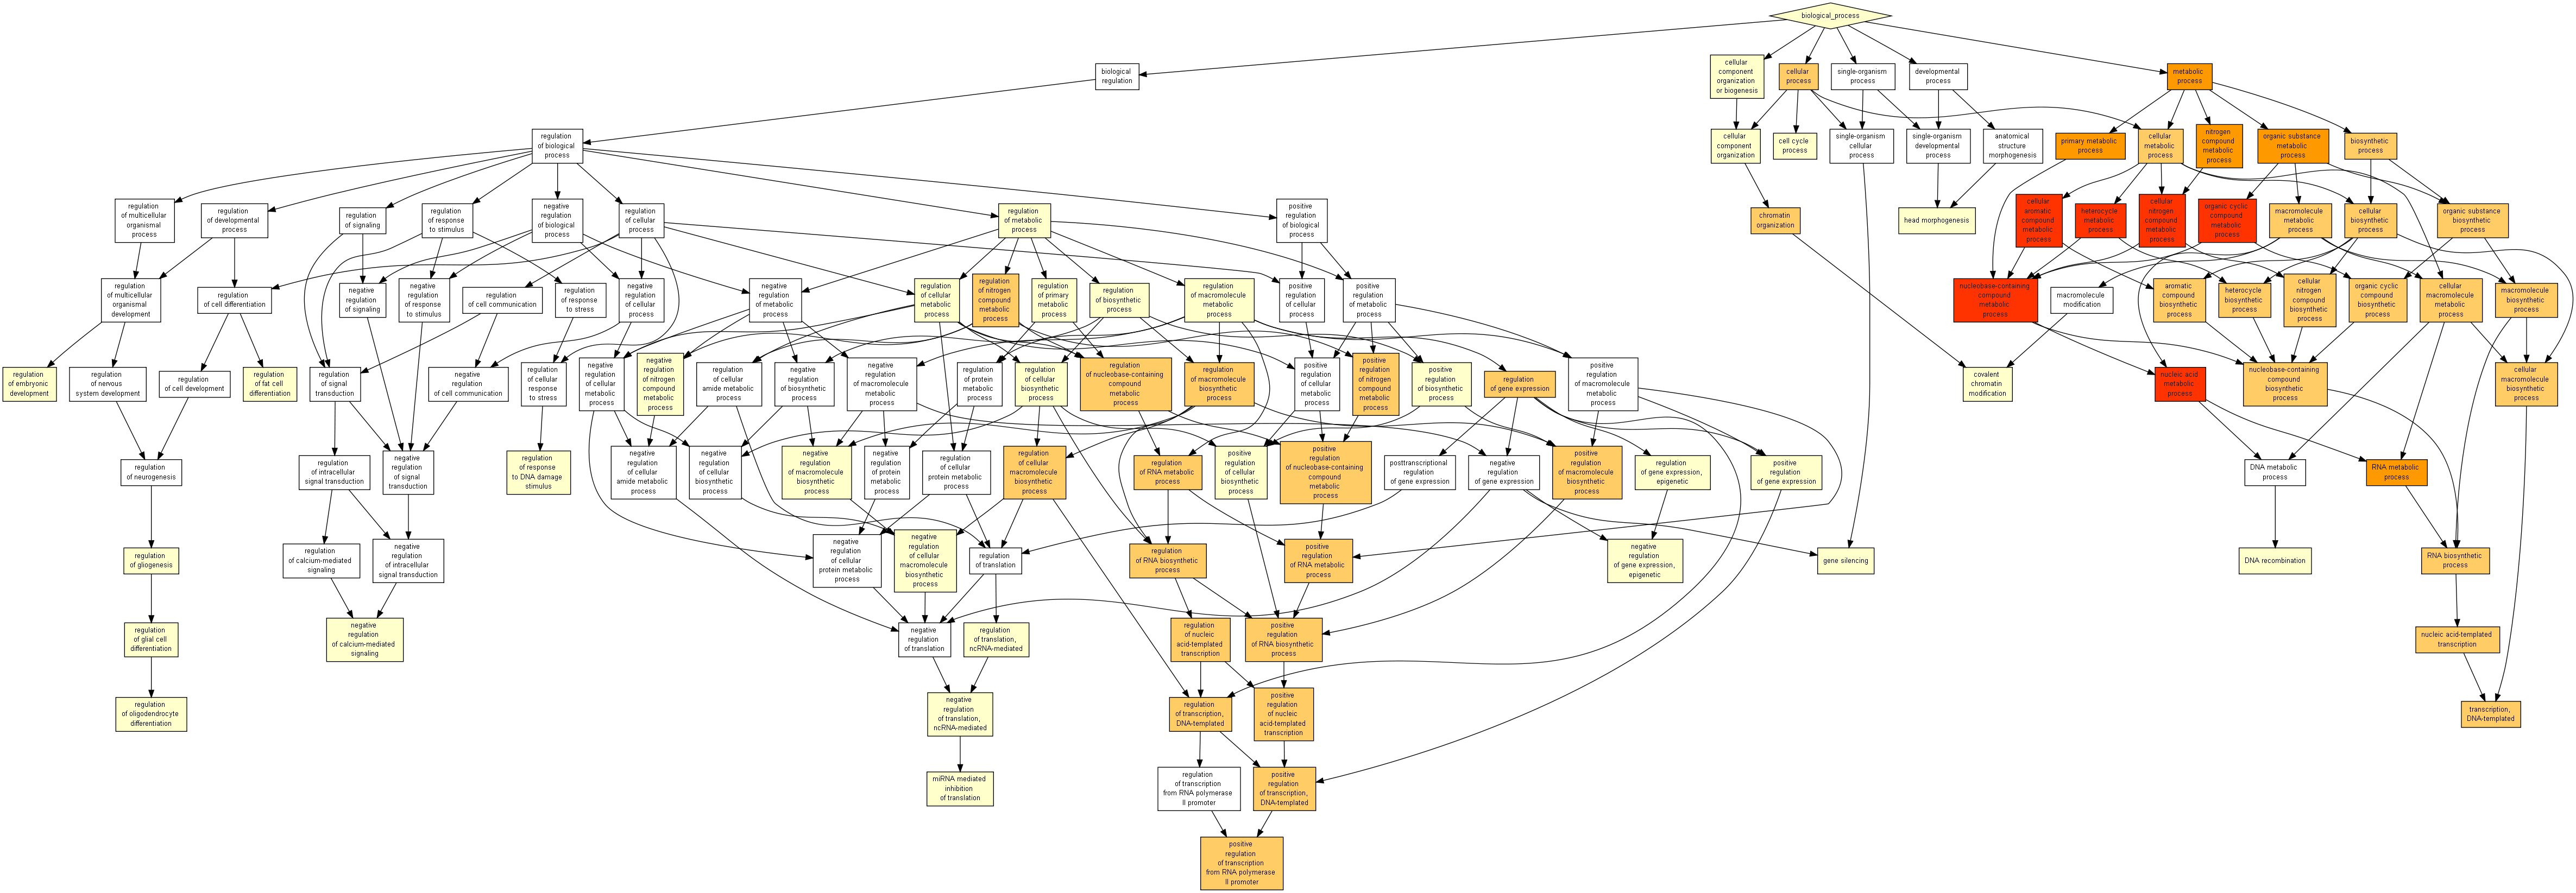 biological_process
biological
regulation
cellular
component
organization
or biogenesis
cellular
process
single-organism
process
developmental
process
metabolic
process
regulation
of biological
process
cellular
component
organization
cell cycle
process
single-organism
cellular
process
single-organism
developmental
process
anatomical
structure
morphogenesis
primary metabolic
process
cellular
metabolic
process
nitrogen
compound
metabolic
process
organic substance
metabolic
process
biosynthetic
process
regulation
of multicellular
organismal
process
regulation
of developmental
process
regulation
of signaling
regulation
of response
to stimulus
negative
regulation
of biological
process
regulation
of cellular
process
regulation
of metabolic
process
positive
regulation
of biological
process
chromatin
organization
head morphogenesis
cellular
aromatic
compound
metabolic
process
heterocycle
metabolic
process
cellular
nitrogen
compound
metabolic
process
organic cyclic
compound
metabolic
process
macromolecule
metabolic
process
cellular
biosynthetic
process
organic substance
biosynthetic
process
regulation
of multicellular
organismal
development
regulation
of cell differentiation
negative
regulation
of signaling
negative
regulation
of response
to stimulus
regulation
of cell communication
regulation
of response
to stress
negative
regulation
of cellular
process
negative
regulation
of metabolic
process
regulation
of cellular
metabolic
process
regulation
of nitrogen
compound
metabolic
process
regulation
of primary
metabolic
process
regulation
of biosynthetic
process
regulation
of macromolecule
metabolic
process
positive
regulation
of cellular
process
positive
regulation
of metabolic
process
nucleobase-containing
compound
metabolic
process
macromolecule
modification
aromatic
compound
biosynthetic
process
heterocycle
biosynthetic
process
cellular
nitrogen
compound
biosynthetic
process
organic cyclic
compound
biosynthetic
process
cellular
macromolecule
metabolic
process
macromolecule
biosynthetic
process
regulation
of embryonic
development
regulation
of nervous
system development
regulation
of cell development
regulation
of fat cell
differentiation
regulation
of signal
transduction
negative
regulation
of cell communication
regulation
of cellular
response
to stress
negative
regulation
of cellular
metabolic
process
negative
regulation
of nitrogen
compound
metabolic
process
regulation
of cellular
amide metabolic
process
negative
regulation
of biosynthetic
process
negative
regulation
of macromolecule
metabolic
process
regulation
of protein
metabolic
process
regulation
of cellular
biosynthetic
process
regulation
of nucleobase-containing
compound
metabolic
process
regulation
of macromolecule
biosynthetic
process
positive
regulation
of cellular
metabolic
process
positive
regulation
of nitrogen
compound
metabolic
process
positive
regulation
of biosynthetic
process
regulation
of gene expression
positive
regulation
of macromolecule
metabolic
process
covalent
chromatin
modification
nucleic acid
metabolic
process
nucleobase-containing
compound
biosynthetic
process
cellular
macromolecule
biosynthetic
process
regulation
of neurogenesis
regulation
of intracellular
signal transduction
negative
regulation
of signal
transduction
regulation
of response
to DNA damage
stimulus
negative
regulation
of cellular
amide metabolic
process
negative
regulation
of cellular
biosynthetic
process
negative
regulation
of macromolecule
biosynthetic
process
negative
regulation
of protein
metabolic
process
regulation
of cellular
protein metabolic
process
regulation
of cellular
macromolecule
biosynthetic
process
regulation
of RNA metabolic
process
positive
regulation
of cellular
biosynthetic
process
positive
regulation
of nucleobase-containing
compound
metabolic
process
posttranscriptional
regulation
of gene expression
negative
regulation
of gene expression
positive
regulation
of macromolecule
biosynthetic
process
regulation
of gene expression,
epigenetic
positive
regulation
of gene expression
DNA metabolic
process
RNA metabolic
process
regulation
of gliogenesis
regulation
of calcium-mediated
signaling
negative
regulation
of intracellular
signal transduction
negative
regulation
of cellular
protein metabolic
process
negative
regulation
of cellular
macromolecule
biosynthetic
process
regulation
of translation
regulation
of RNA biosynthetic
process
positive
regulation
of RNA metabolic
process
negative
regulation
of gene expression,
epigenetic
gene silencing
DNA recombination
RNA biosynthetic
process
regulation
of glial cell
differentiation
negative
regulation
of calcium-mediated
signaling
negative
regulation
of translation
regulation
of translation,
ncRNA-mediated
regulation
of nucleic
acid-templated
transcription
positive
regulation
of RNA biosynthetic
process
nucleic acid-templated
transcription
regulation
of oligodendrocyte
differentiation
negative
regulation
of translation,
ncRNA-mediated
regulation
of transcription,
DNA-templated
positive
regulation
of nucleic
acid-templated
transcription
transcription,
DNA-templated
miRNA mediated
inhibition
of translation
regulation
of transcription
from RNA polymerase
II promoter
positive
regulation
of transcription,
DNA-templated
positive
regulation
of transcription
from RNA polymerase
II promoter